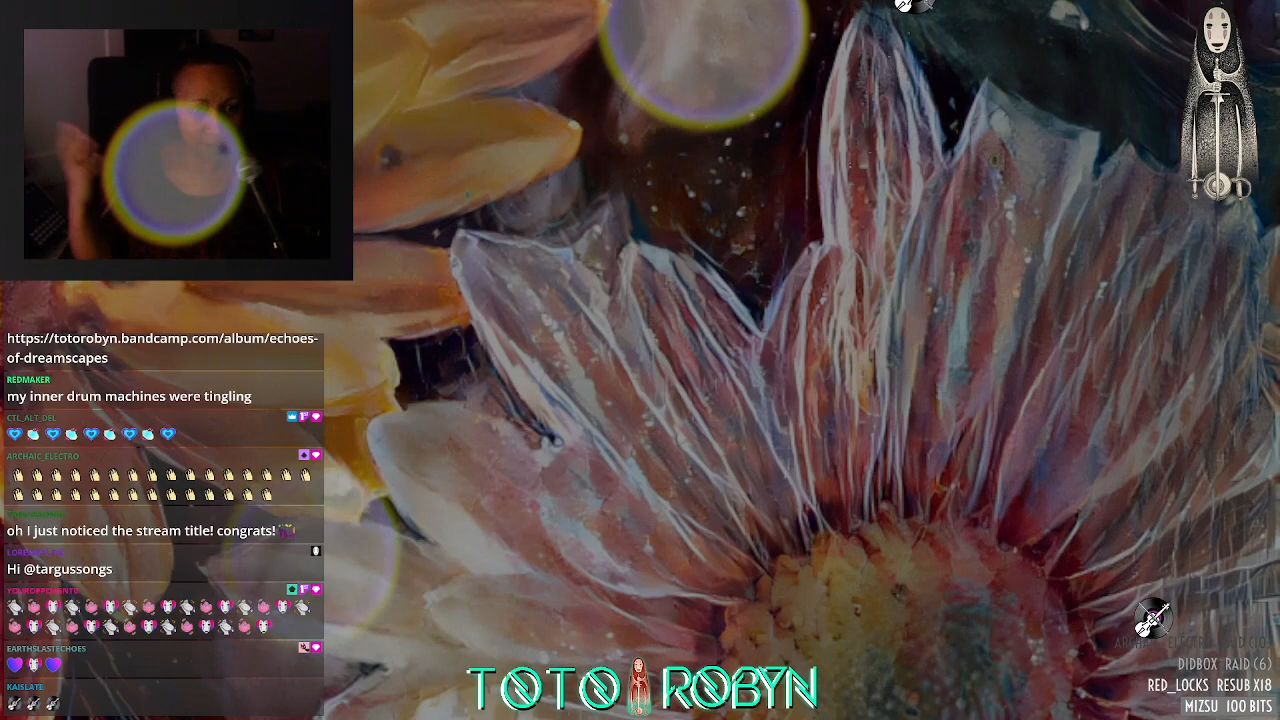 https://totorobyn.bandcamp.com/album/echoes-
of-dreamscapes
REDMAKER
my inner drum machines were tingling
CTL_ALT_DEL
ARCHAIC_ELECTRO
oh I just noticed the stream title! congrats!
Hi @targussongs
EARTHSLASTECHOES
KAISLATE
TOTO ROBYN
DIDBOX RAID (6)
RED_LOCKS RESUB X18
MIZSU 100 BITS